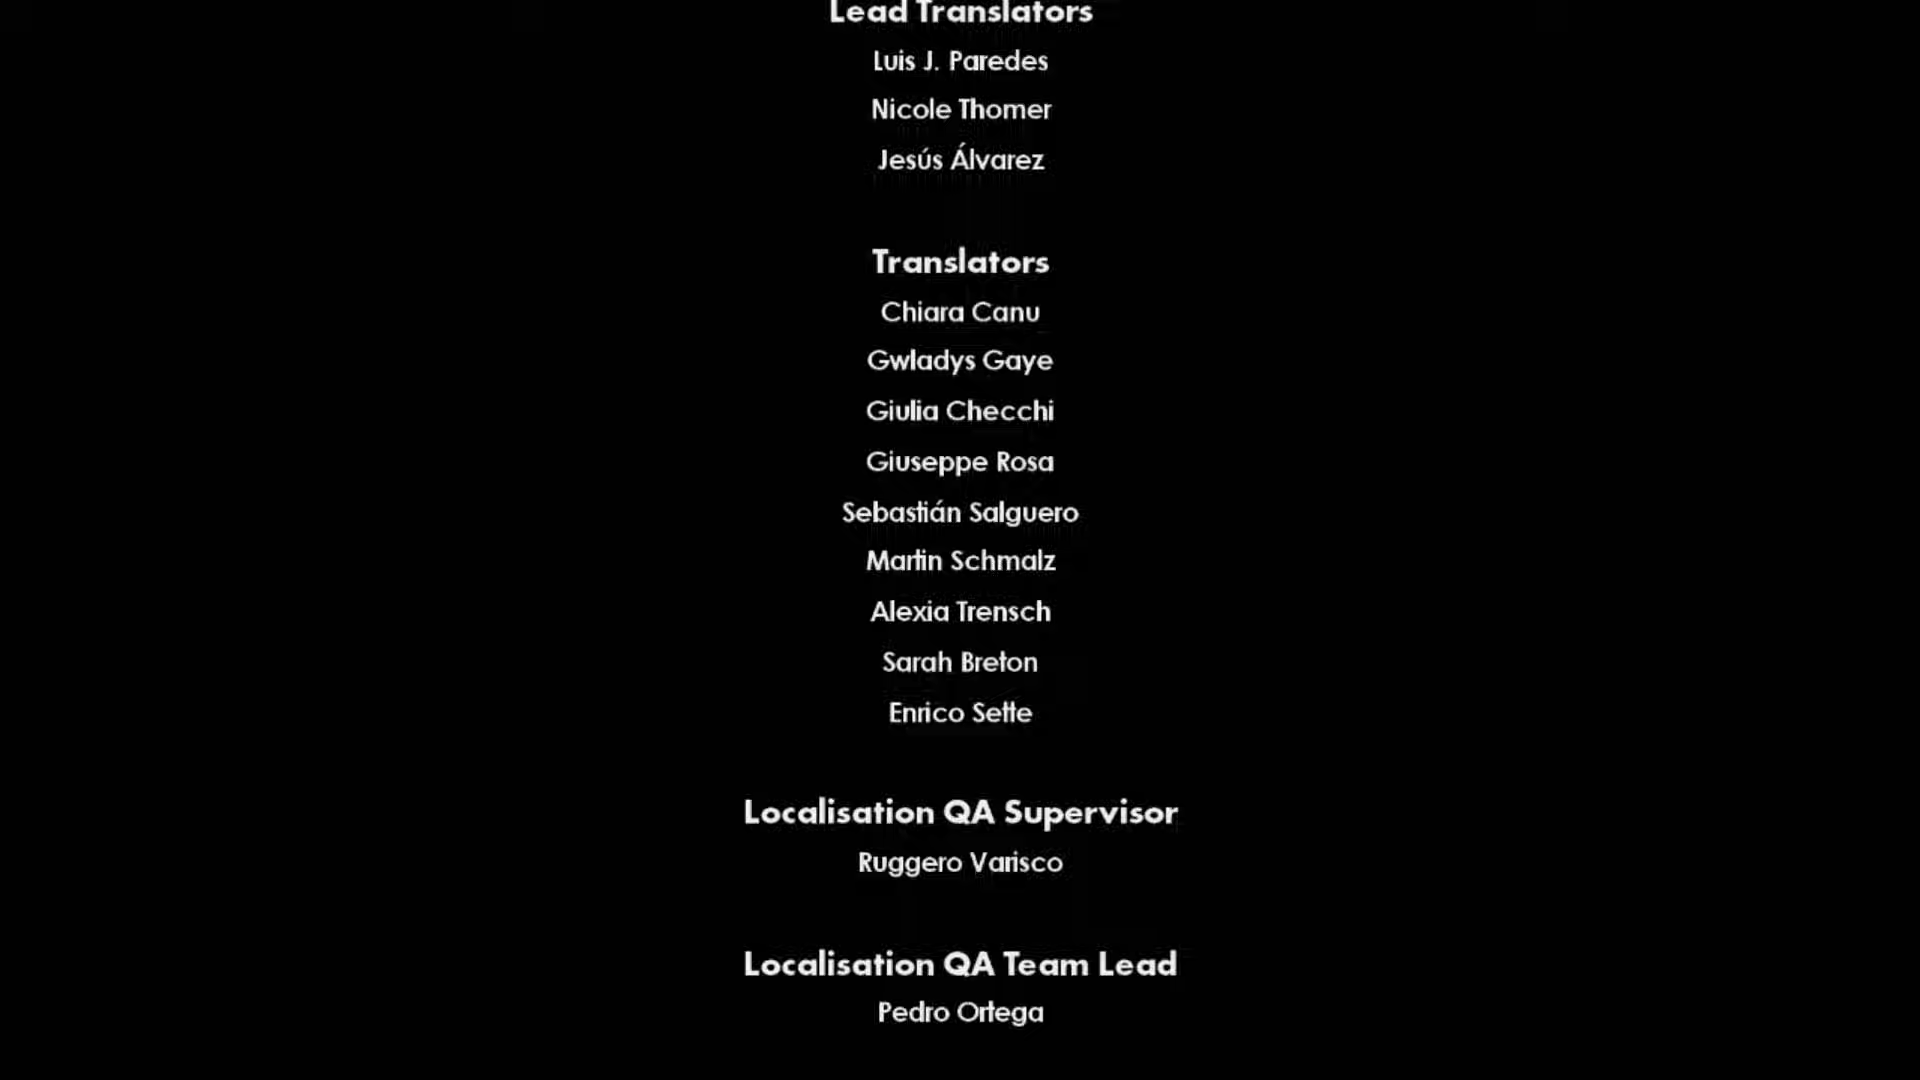 Lead Translators
Luis J. Paredes
Nicole Thomer
Jesús Álvarez
Translators
Chiara Canu
Gwladys Gaye
Giulia Checchi
Giuseppe Rosa
Sebastián Salguero
Martin Schmalz
Alexia Trensch
Sarah Breton
Enrico Sette
Localisation QA Supervisor
Ruggero Varisco
Localisation QA Team Lead
Pedro Ortega